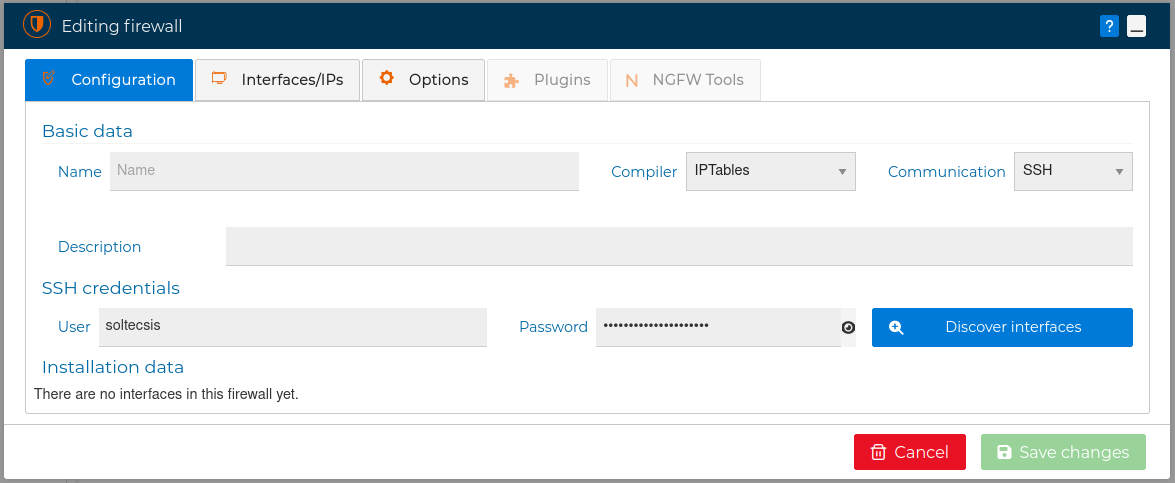 Editing firewall ?
Configuration Interfaces/IPs Options Plugins NGFW Tools
Basic data
Name Name Compiler IPTables Communication SSH
Description
SSH credentials
User soltecsis Password ••••••••••••••••••••• Discover interfaces
Installation data
There are no interfaces in this firewall yet.
Cancel Save changes